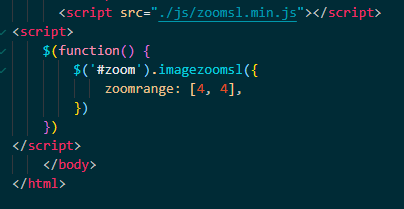 <script src="./js/zoomsl.min.js"></script>
<script>
$(function() {
$('#zoom').imagezoomsl({
zoomrange: [4, 4],
})
})
</script>
</body>
</html>